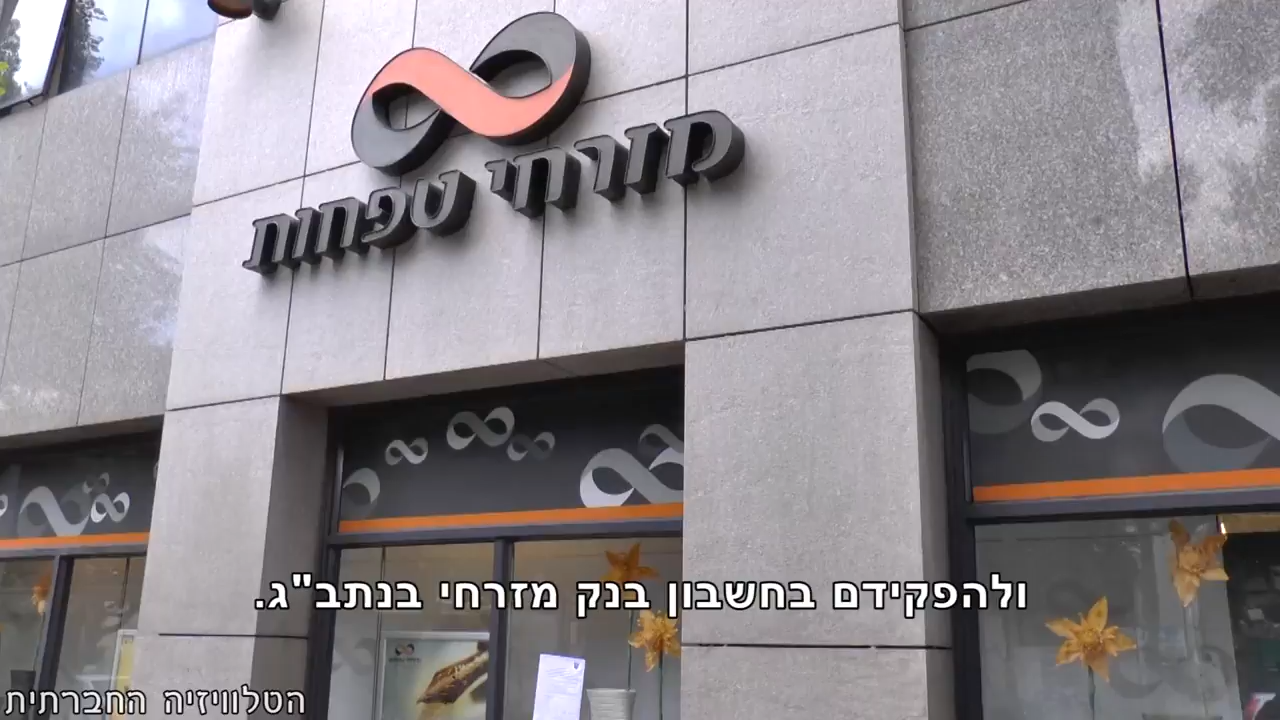 מזרחי טפחות
ולהפקידם בחשבון בנק מזרחי בנתב"ג.
הטלוויזיה החברתית